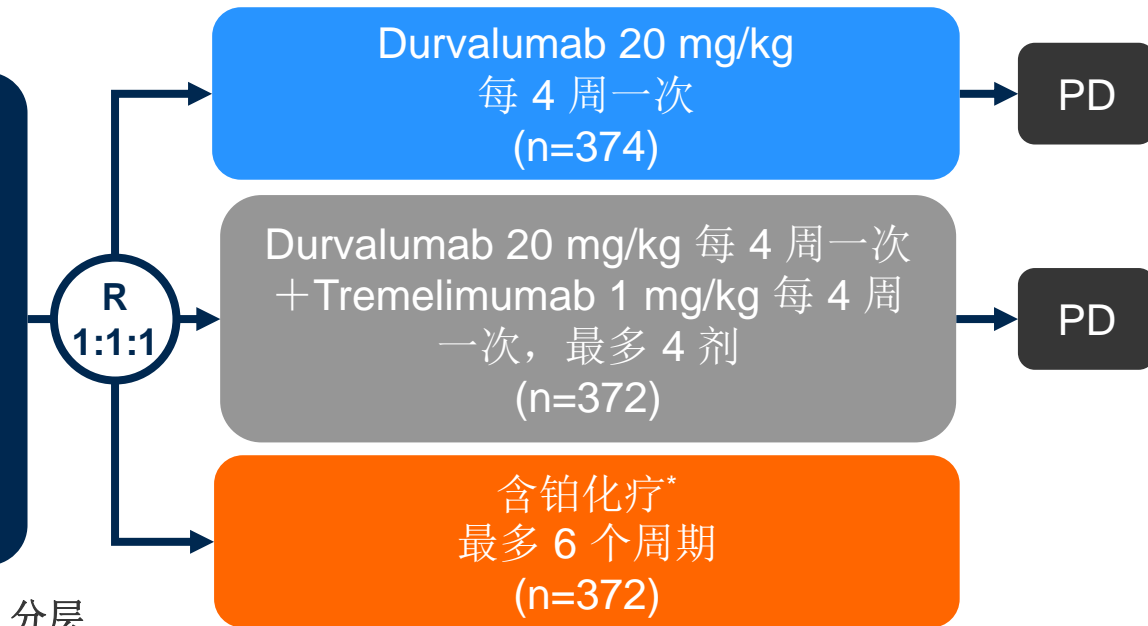 Durvalumab 20 mg/kg
每 4 周一次
(n=374)
PD
Durvalumab 20 mg/kg 每 4 周一次
＋Tremelimumab 1 mg/kg 每 4 周
一次，最多 4 剂
(n=372)
PD
R
1:1:1
含铂化疗*
最多 6 个周期
(n=372)
分层